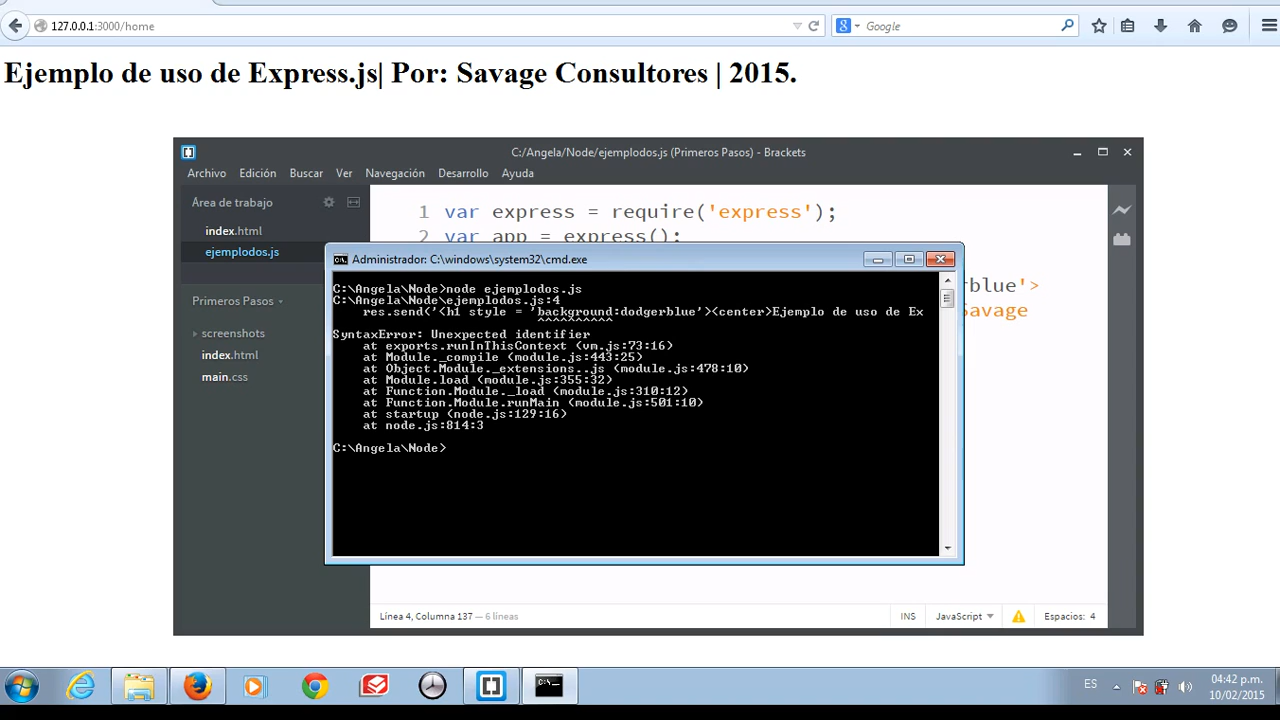 127.0.0.1:3000/home
Google
Ejemplo de uso de Express.js| Por: Savage Consultores | 2015.
C:/Angela/Node/ejemplodos.js (Primeros Pasos) - Brackets
Archivo Edición Buscar Ver Navegación Desarrollo Ayuda
Área de trabajo
index.html
ejemplodos.js
Primeros Pasos
screenshots
index.html
main.css
1 var express = require('express');
2 var app = express();
rblue'>
Savage
Administrador: C:\windows\system32\cmd.exe
C:\Angela\Node>node ejemplodos.js
C:\Angela\Node\ejemplodos.js:4
res.send('<h1 style = 'background:dodgerblue'><center>Ejemplo de uso de Ex
^^^^^^^^^^
SyntaxError: Unexpected identifier
at exports.runInThisContext (vm.js:73:16)
at Module._compile (module.js:443:25)
at Object.Module._extensions..js (module.js:478:10)
at Module.load (module.js:355:32)
at Function.Module._load (module.js:310:12)
at Function.Module.runMain (module.js:501:10)
at startup (node.js:129:16)
at node.js:814:3
C:\Angela\Node>
Línea 4, Columna 137 — 6 líneas
INS JavaScript Espacios: 4
ES
04:42 p.m.
10/02/2015